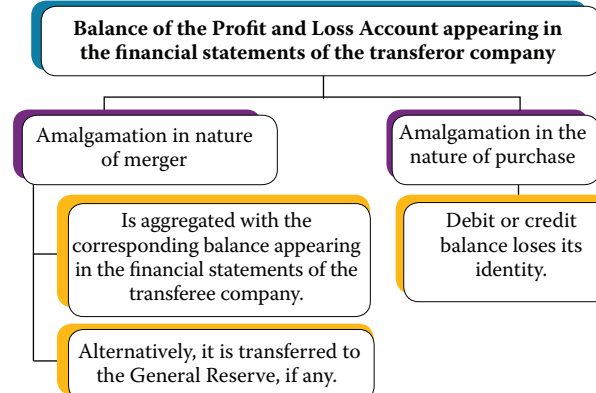 Balance of the Profit and Loss Account appearing in
the financial statements of the transferor company
Amalgamation in nature
of merger
Amalgamation in the
nature of purchase
Is aggregated with the
corresponding balance appearing
in the financial statements of the
transferee company.
Debit or credit
balance loses its
identity.
Alternatively, it is transferred to
the General Reserve, if any.